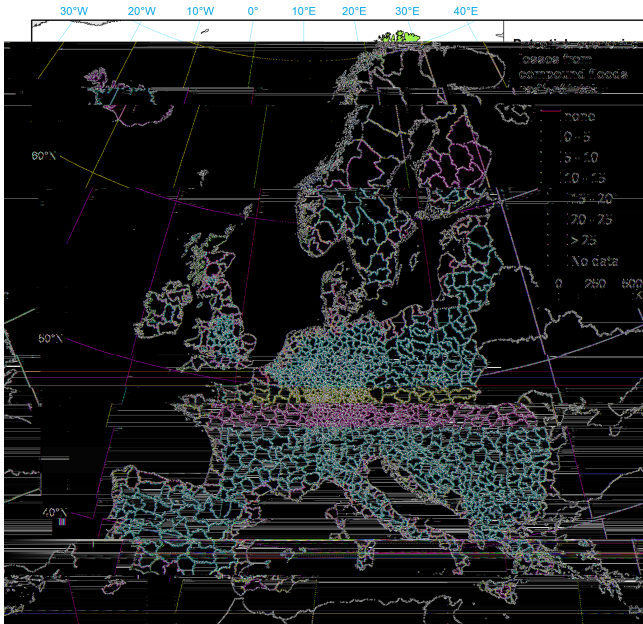 30°W 20°W 10°W 0° 10°E 20°E 30°E 40°E
losses from
compound floods
none
0 - 5
5 - 10
10 - 15
15 - 20
20 - 25
> 25
No data
0 250 500
60°N
50°N
40°N